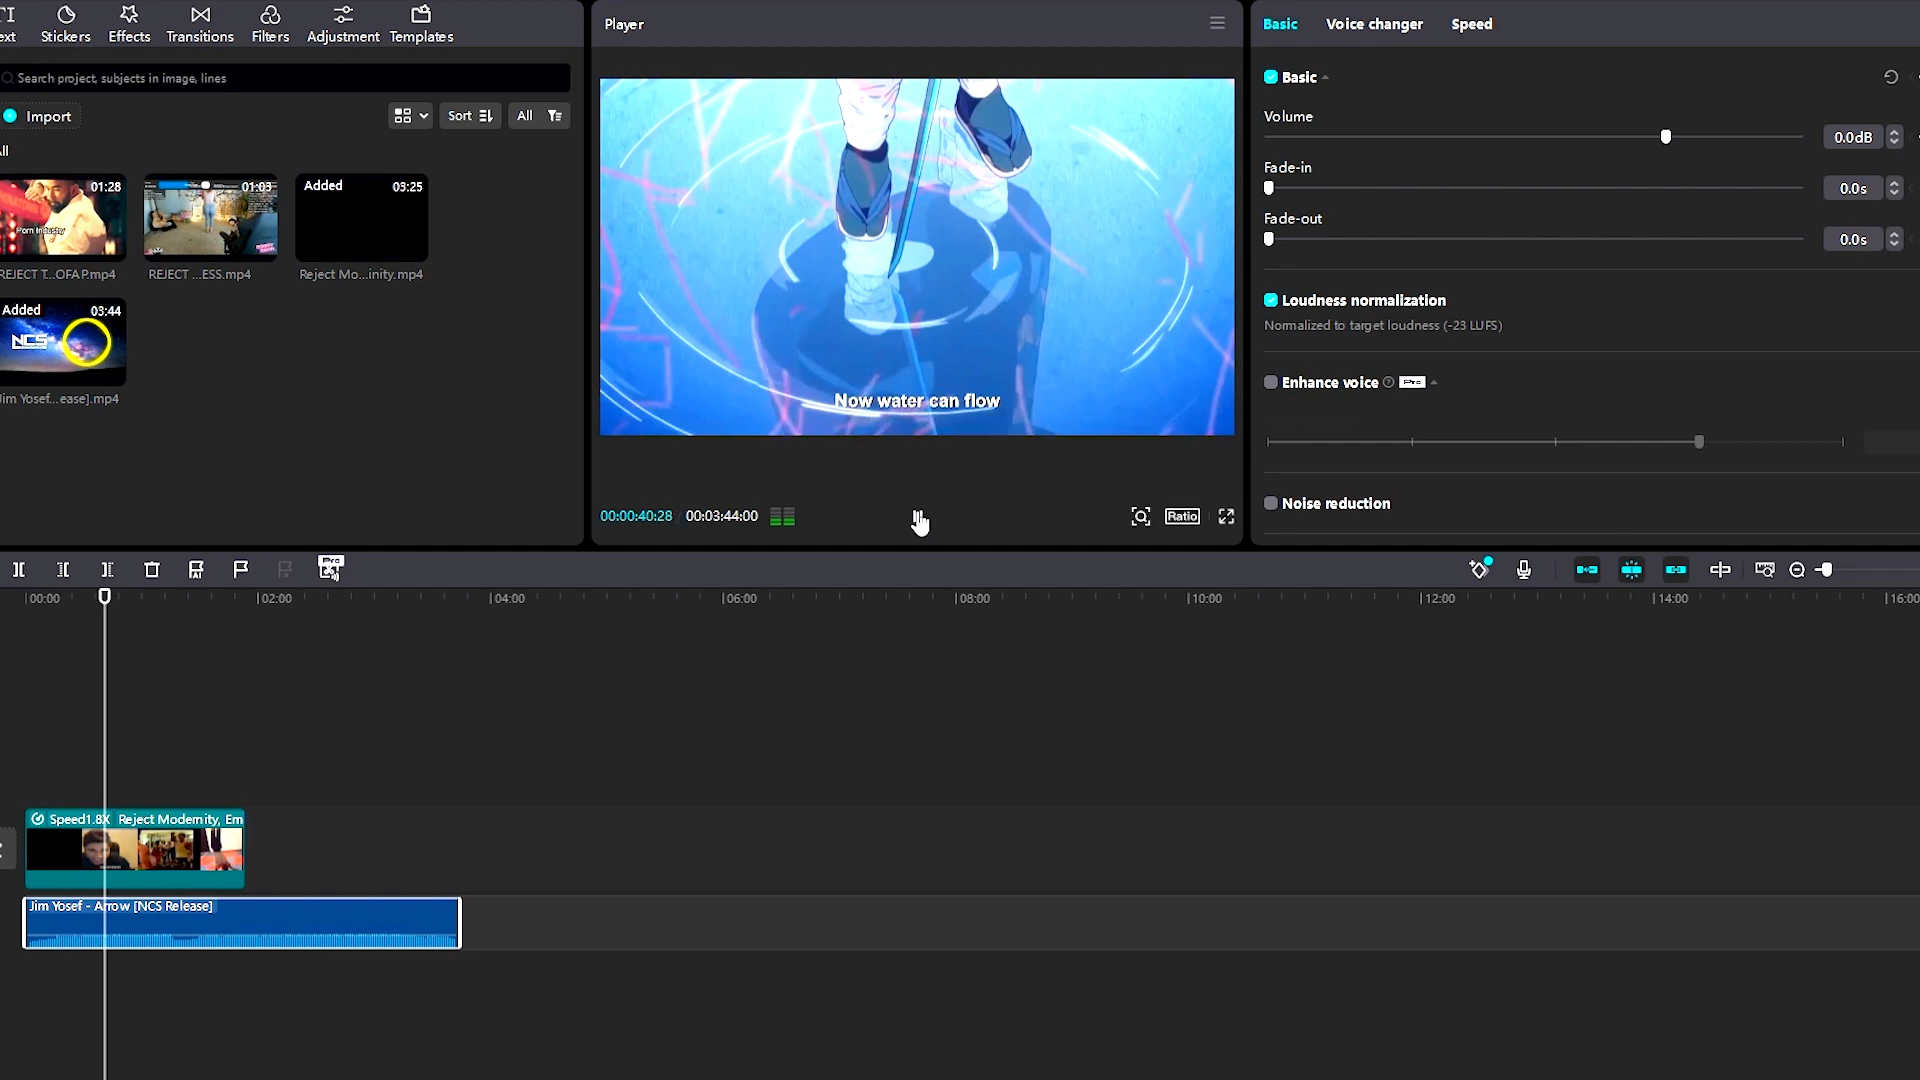 Stickers
Effects
Transitions
Filters
Adjustment
Templates
Search project, subjects in image, lines
Import
Sort
All
01:28
Porn Industry
REJECT T...OFAP.mp4
01:03
REJECT ...ESS.mp4
Added
03:25
Reject Mo...inity.mp4
Added
03:44
NCS
Jim Yosef...ease].mp4
Player
Now water can flow
00:00:40:28
00:03:44:00
Ratio
Basic
Voice changer
Speed
Basic
Volume
0.0dB
Fade-in
0.0s
Fade-out
0.0s
Loudness normalization
Normalized to target loudness (-23 LUFS)
Enhance voice
Pro
Noise reduction
Pro
00:00
02:00
04:00
06:00
08:00
10:00
12:00
14:00
16:00
Speed1.8X Reject Modernity, Em
Jim Yosef - Arrow [NCS Release]